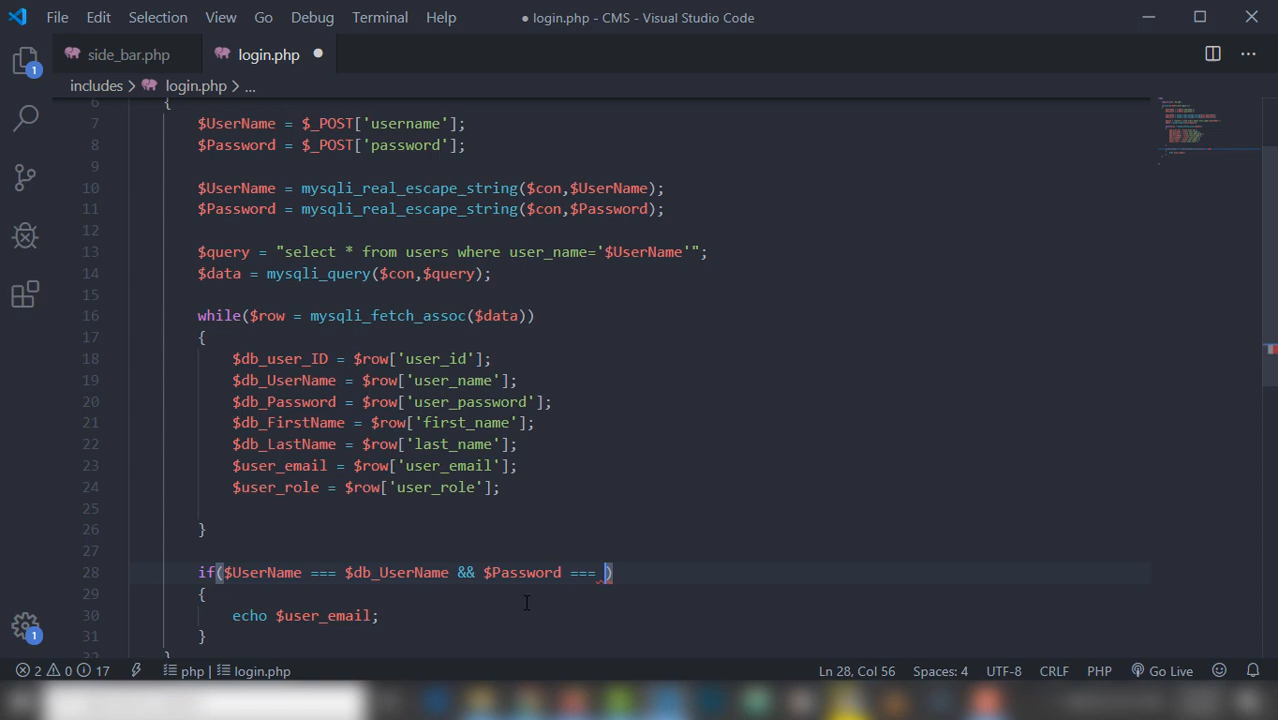 File Edit Selection View Go Debug Terminal Help ● login.php - CMS - Visual Studio Code
side_bar.php login.php ●
includes > login.php > ...
6 {
7 $UserName = $_POST['username'];
8 $Password = $_POST['password'];
9
10 $UserName = mysqli_real_escape_string($con,$UserName);
11 $Password = mysqli_real_escape_string($con,$Password);
12
13 $query = "select * from users where user_name='$UserName'";
14 $data = mysqli_query($con,$query);
15
16 while($row = mysqli_fetch_assoc($data))
17 {
18 $db_user_ID = $row['user_id'];
19 $db_UserName = $row['user_name'];
20 $db_Password = $row['user_password'];
21 $db_FirstName = $row['first_name'];
22 $db_LastName = $row['last_name'];
23 $user_email = $row['user_email'];
24 $user_role = $row['user_role'];
25
26 }
27
28 if($UserName === $db_UserName && $Password === )
29 {
30 echo $user_email;
31 }
32 }
1
1
2 0 17 php login.php Ln 28, Col 56 Spaces: 4 UTF-8 CRLF PHP Go Live